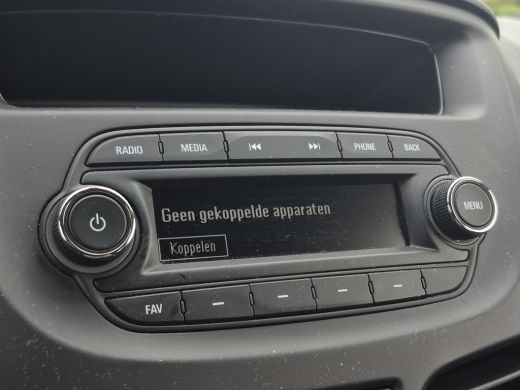 RADIO MEDIA PHONE BACK
MENU
Geen gekoppelde apparaten
Koppelen
FAV